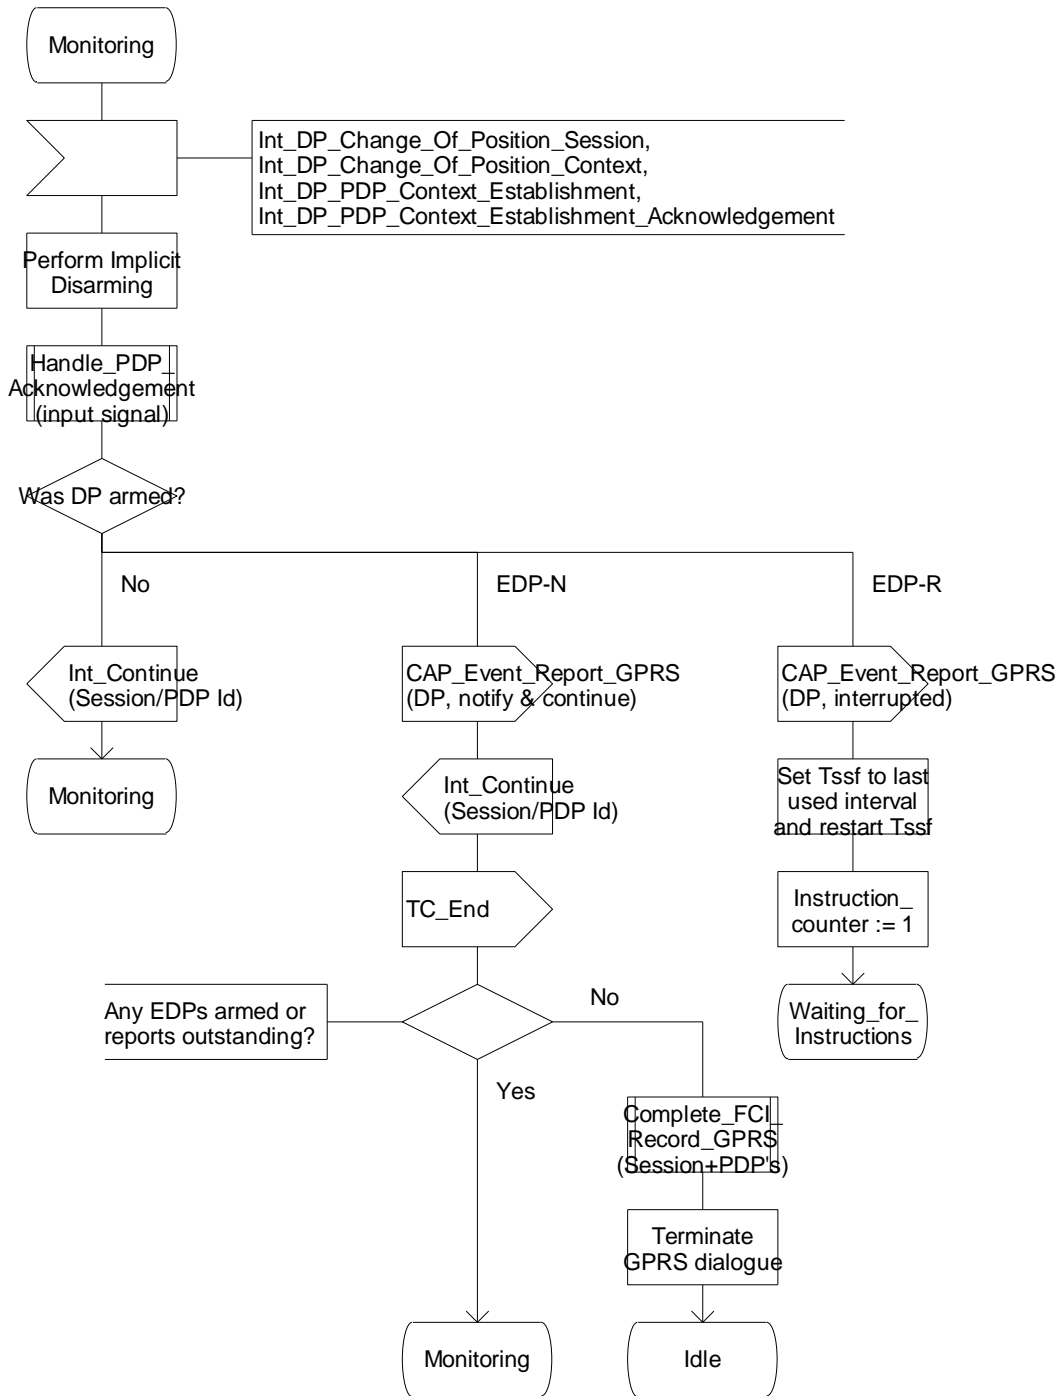 Monitoring
Int_DP_Change_Of_Position_Session,
Int_DP_Change_Of_Position_Context,
Int_DP_PDP_Context_Establishment,
Int_DP_PDP_Context_Establishment_Acknowledgement
Perform Implicit
Disarming
Handle_PDP_
Acknowledgement
(input signal)
Was DP armed?
No
EDP-N
EDP-R
Int_Continue
(Session/PDP Id)
CAP_Event_Report_GPRS
(DP, notify & continue)
CAP_Event_Report_GPRS
(DP, interrupted)
Monitoring
Int_Continue
(Session/PDP Id)
Set Tssf to last
used interval
and restart Tssf
TC_End
Instruction_
counter := 1
Any EDPs armed or
reports outstanding?
No
Waiting_for_
Instructions
Yes
Complete_FCI_
Record_GPRS
(Session+PDP's)
Terminate
GPRS dialogue
Monitoring
Idle